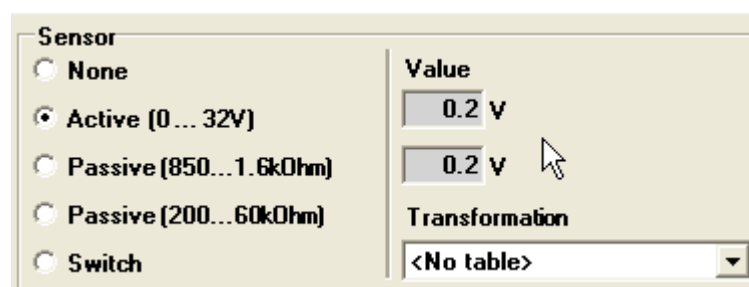 Sensor
None
Active (0 ... 32V)
Passive (850...1.6kOhm)
Passive (200...60kOhm)
Switch
Value
0.2 V
0.2 V
Transformation
<No table>